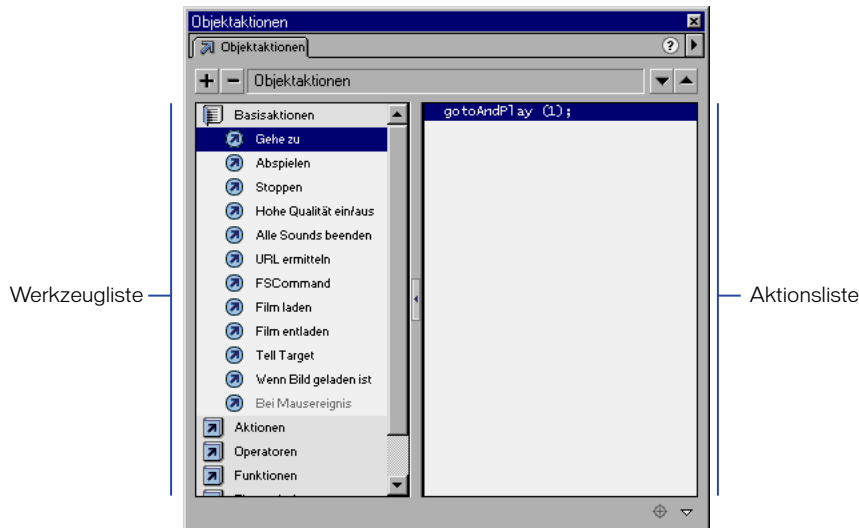 Objektaktionen
Objektaktionen
Objektaktionen
Basisaktionen
Gehe zu
Abspielen
Stoppen
Hohe Qualität ein/aus
Alle Sounds beenden
URL ermitteln
FSCommand
Film laden
Film entladen
Tell Target
Wenn Bild geladen ist
Bei Mausereignis
Aktionen
Operatoren
Funktionen
gotoAndPlay (1);
Werkzeugliste
Aktionsliste